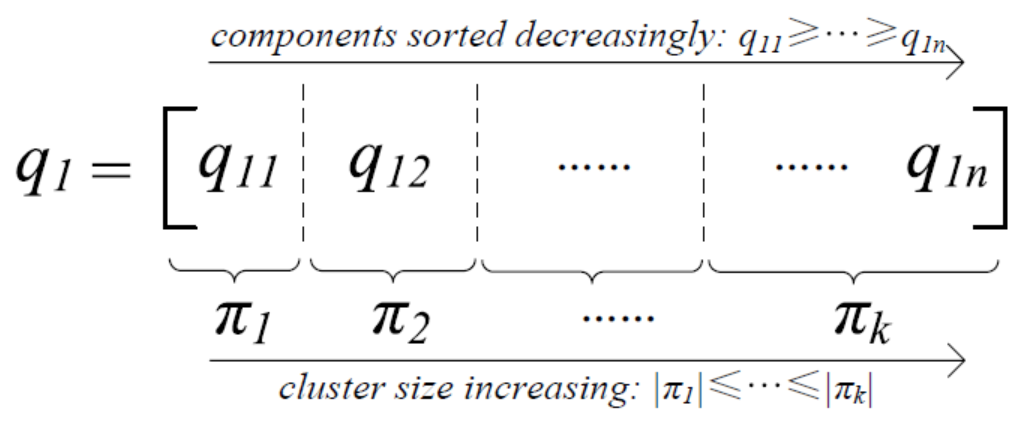 components sorted decreasingly: q11⩾···⩾q1n
q1 = [ q11 q12 ······ ······ q1n ]
π1 π2 ······ πk
cluster size increasing: |π1|⩽···⩽|πk|